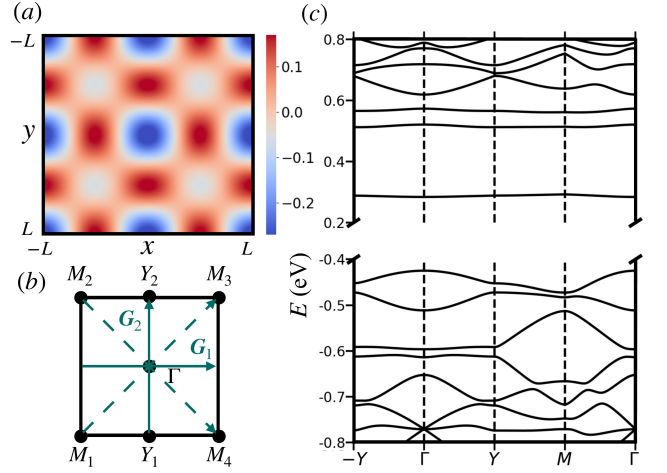 (a)
-L
y
L
-L
x
L
0.1
0.0
−0.1
−0.2
(b)
M2
Y2
M3
G2
G1
Γ
M1
Y1
M4
(c)
0.8
0.6
0.4
0.2
E (eV)
-0.4
-0.5
-0.6
-0.7
-0.8
−Y
Γ
Y
M
Γ